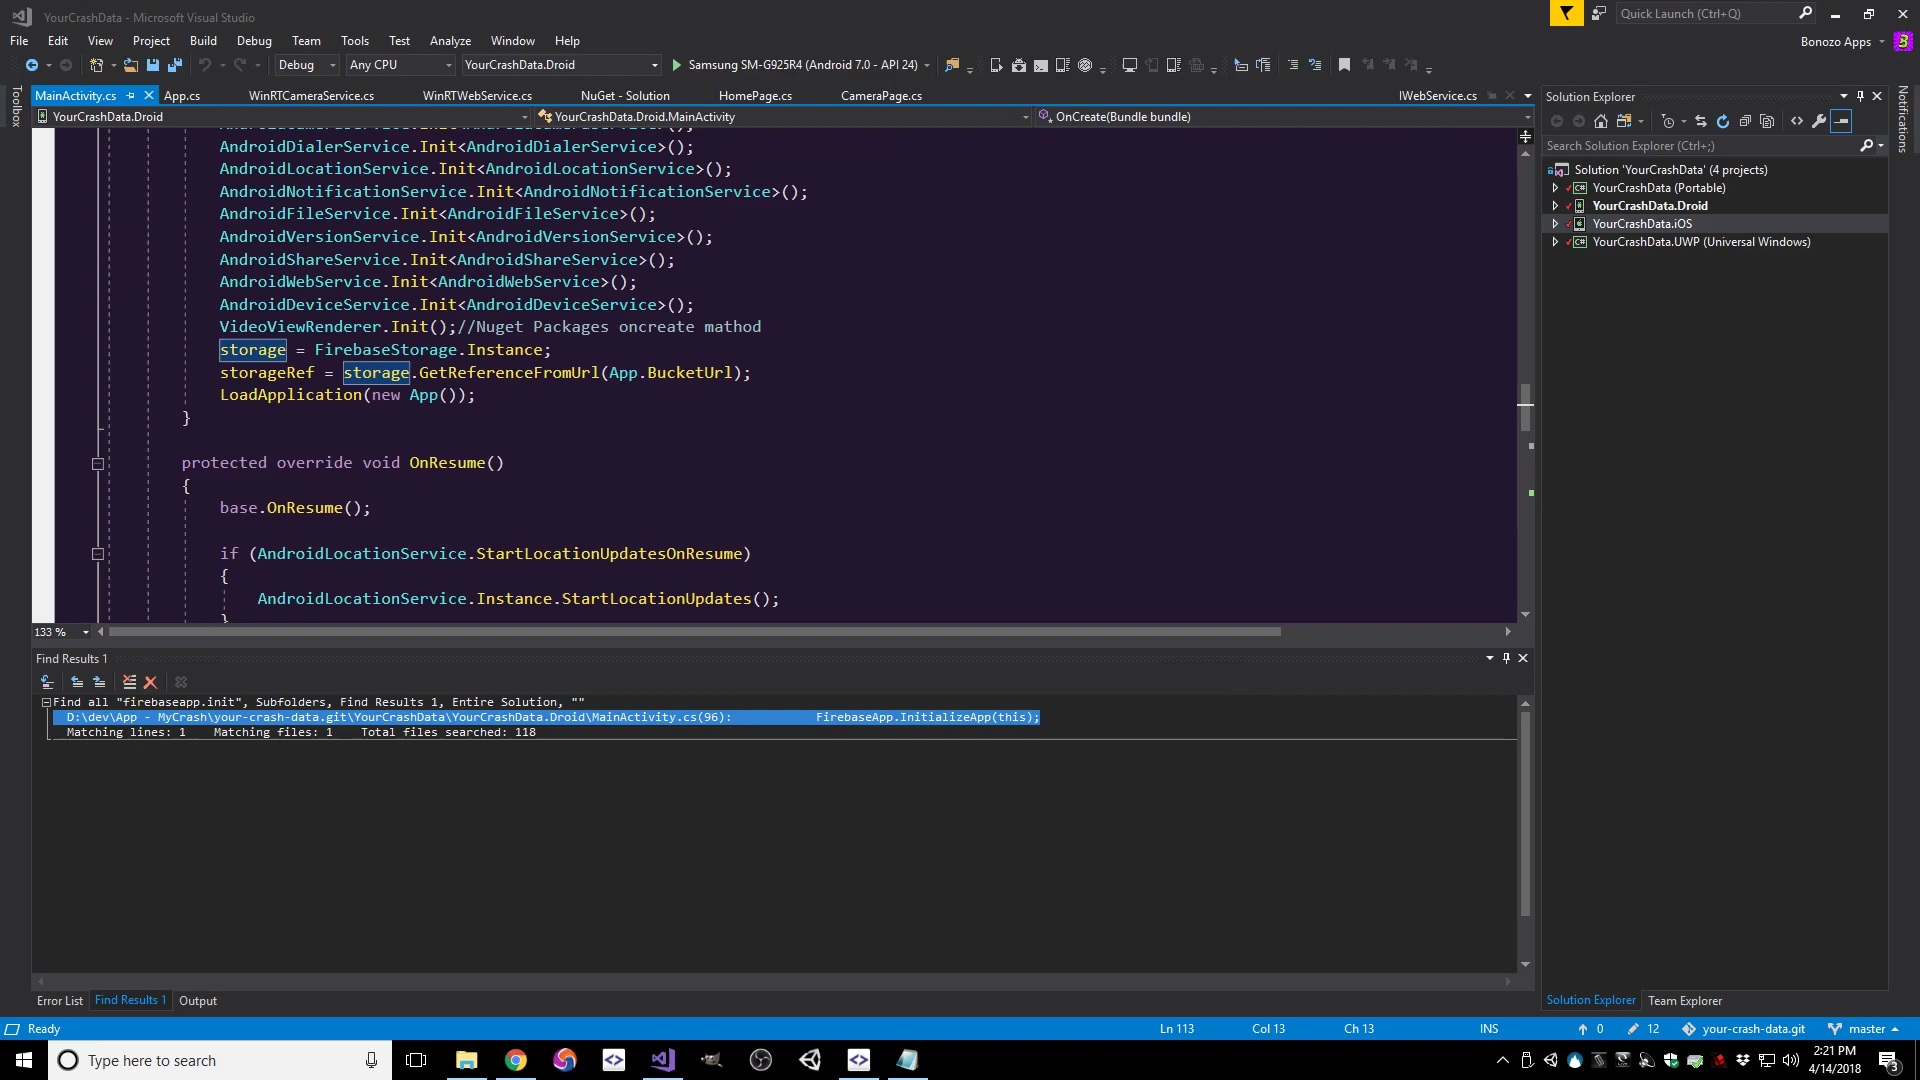 YourCrashData - Microsoft Visual Studio
Quick Launch (Ctrl+Q)
File Edit View Project Build Debug Team Tools Test Analyze Window Help
Bonozo Apps
Debug Any CPU YourCrashData.Droid Samsung SM-G925R4 (Android 7.0 - API 24)
Toolbox
MainActivity.cs App.cs WinRTCameraService.cs WinRTWebService.cs NuGet - Solution HomePage.cs CameraPage.cs IWebService.cs
YourCrashData.Droid YourCrashData.Droid.MainActivity OnCreate(Bundle bundle)
AndroidDialerService.Init<AndroidDialerService>();
AndroidLocationService.Init<AndroidLocationService>();
AndroidNotificationService.Init<AndroidNotificationService>();
AndroidFileService.Init<AndroidFileService>();
AndroidVersionService.Init<AndroidVersionService>();
AndroidShareService.Init<AndroidShareService>();
AndroidWebService.Init<AndroidWebService>();
AndroidDeviceService.Init<AndroidDeviceService>();
VideoViewRenderer.Init();//Nuget Packages oncreate mathod
storage = FirebaseStorage.Instance;
storageRef = storage.GetReferenceFromUrl(App.BucketUrl);
LoadApplication(new App());
}
protected override void OnResume()
{
base.OnResume();
if (AndroidLocationService.StartLocationUpdatesOnResume)
{
AndroidLocationService.Instance.StartLocationUpdates();
}
133 %
Find Results 1
Find all "firebaseapp.init", Subfolders, Find Results 1, Entire Solution, ""
D:\dev\App - MyCrash\your-crash-data.git\YourCrashData\YourCrashData.Droid\MainActivity.cs(96): FirebaseApp.InitializeApp(this);
Matching lines: 1 Matching files: 1 Total files searched: 118
Error List Find Results 1 Output
Solution Explorer
Search Solution Explorer (Ctrl+;)
Solution 'YourCrashData' (4 projects)
YourCrashData (Portable)
YourCrashData.Droid
YourCrashData.iOS
YourCrashData.UWP (Universal Windows)
Solution Explorer Team Explorer
Notifications
Ready Ln 113 Col 13 Ch 13 INS 0 12 your-crash-data.git master
Type here to search
2:21 PM
4/14/2018
3